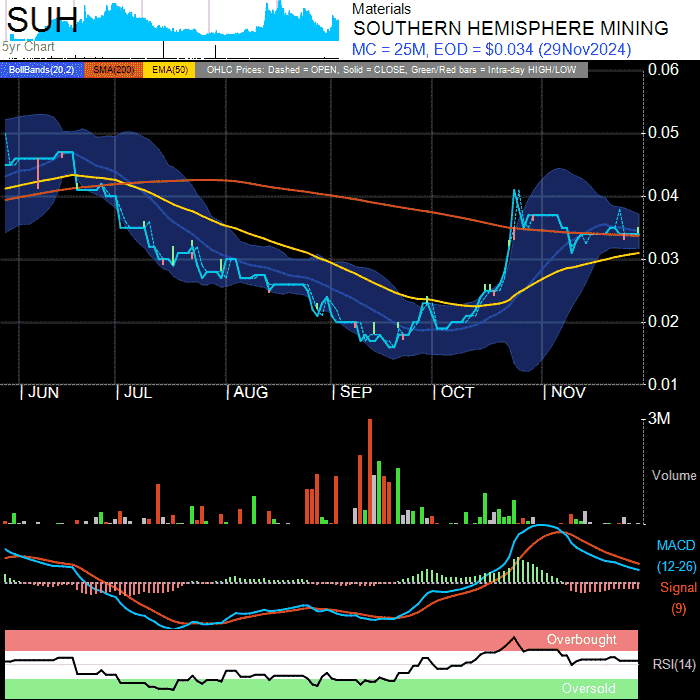 SUH
5yr Chart
Materials
SOUTHERN HEMISPHERE MINING
MC = 25M, EOD = $0.034 (29Nov2024)
BollBands(20,2) SMA(200) EMA(50) OHLC Prices: Dashed = OPEN, Solid = CLOSE, Green/Red bars = Intra-day HIGH/LOW
0.06
0.05
0.04
0.03
0.02
0.01
| JUN | JUL | AUG | SEP | OCT | NOV
3M
Volume
MACD
(12-26)
Signal
(9)
Overbought
RSI(14)
Oversold